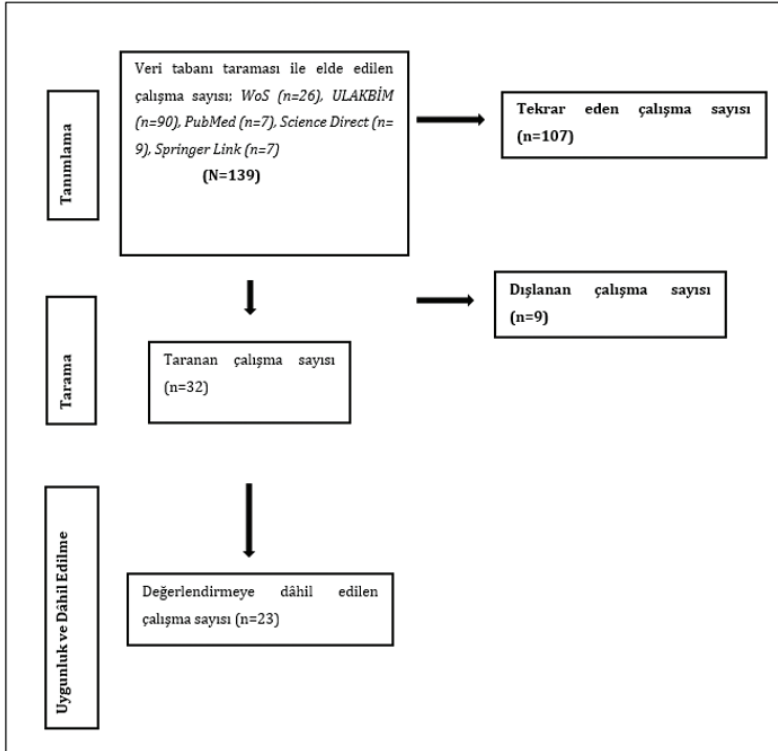 Tanımlama
Veri tabanı taraması ile elde edilen
çalışma sayısı; WoS (n=26), ULAKBİM
(n=90), PubMed (n=7), Science Direct (n=
9), Springer Link (n=7)
(N=139)
Tekrar eden çalışma sayısı
(n=107)
Tarama
Dışlanan çalışma sayısı
(n=9)
Taranan çalışma sayısı
(n=32)
Uygunluk ve Dâhil Edilme
Değerlendirmeye dâhil edilen
çalışma sayısı (n=23)